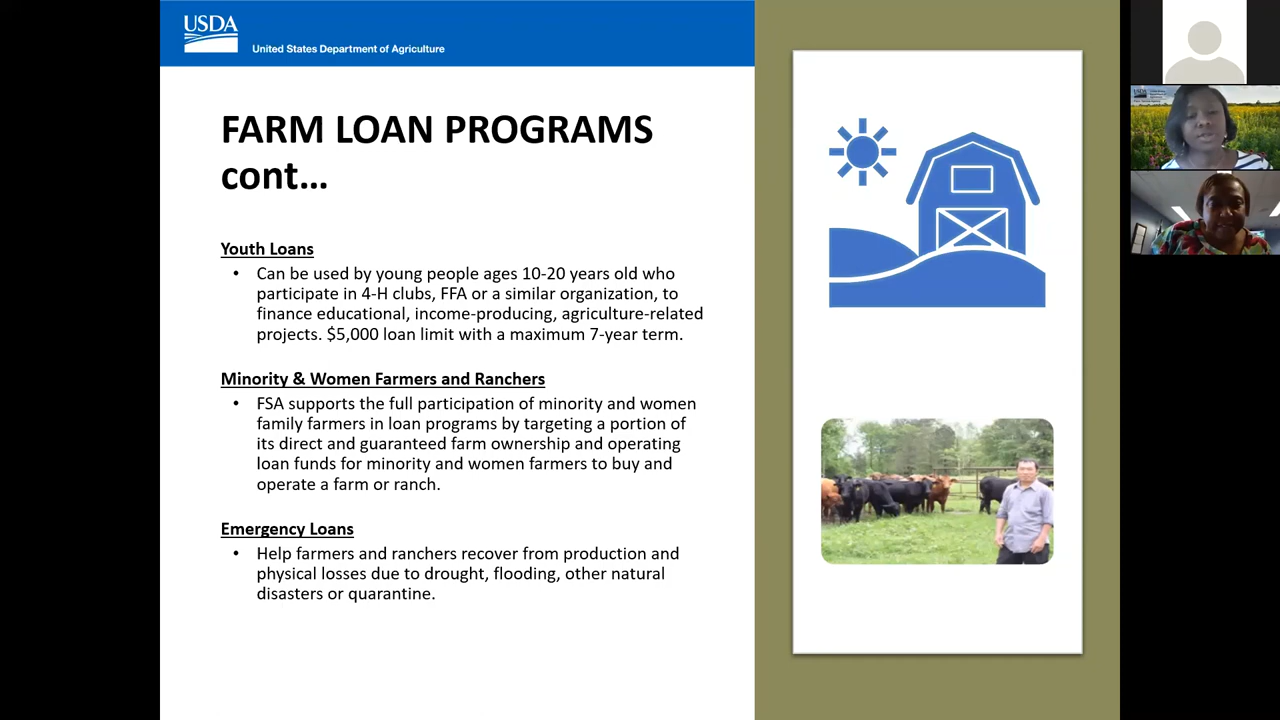 USDA
United States Department of Agriculture
FARM LOAN PROGRAMS
cont...
Youth Loans
• Can be used by young people ages 10-20 years old who
participate in 4-H clubs, FFA or a similar organization, to
finance educational, income-producing, agriculture-related
projects. $5,000 loan limit with a maximum 7-year term.
Minority & Women Farmers and Ranchers
• FSA supports the full participation of minority and women
family farmers in loan programs by targeting a portion of
its direct and guaranteed farm ownership and operating
loan funds for minority and women farmers to buy and
operate a farm or ranch.
Emergency Loans
• Help farmers and ranchers recover from production and
physical losses due to drought, flooding, other natural
disasters or quarantine.
USDA